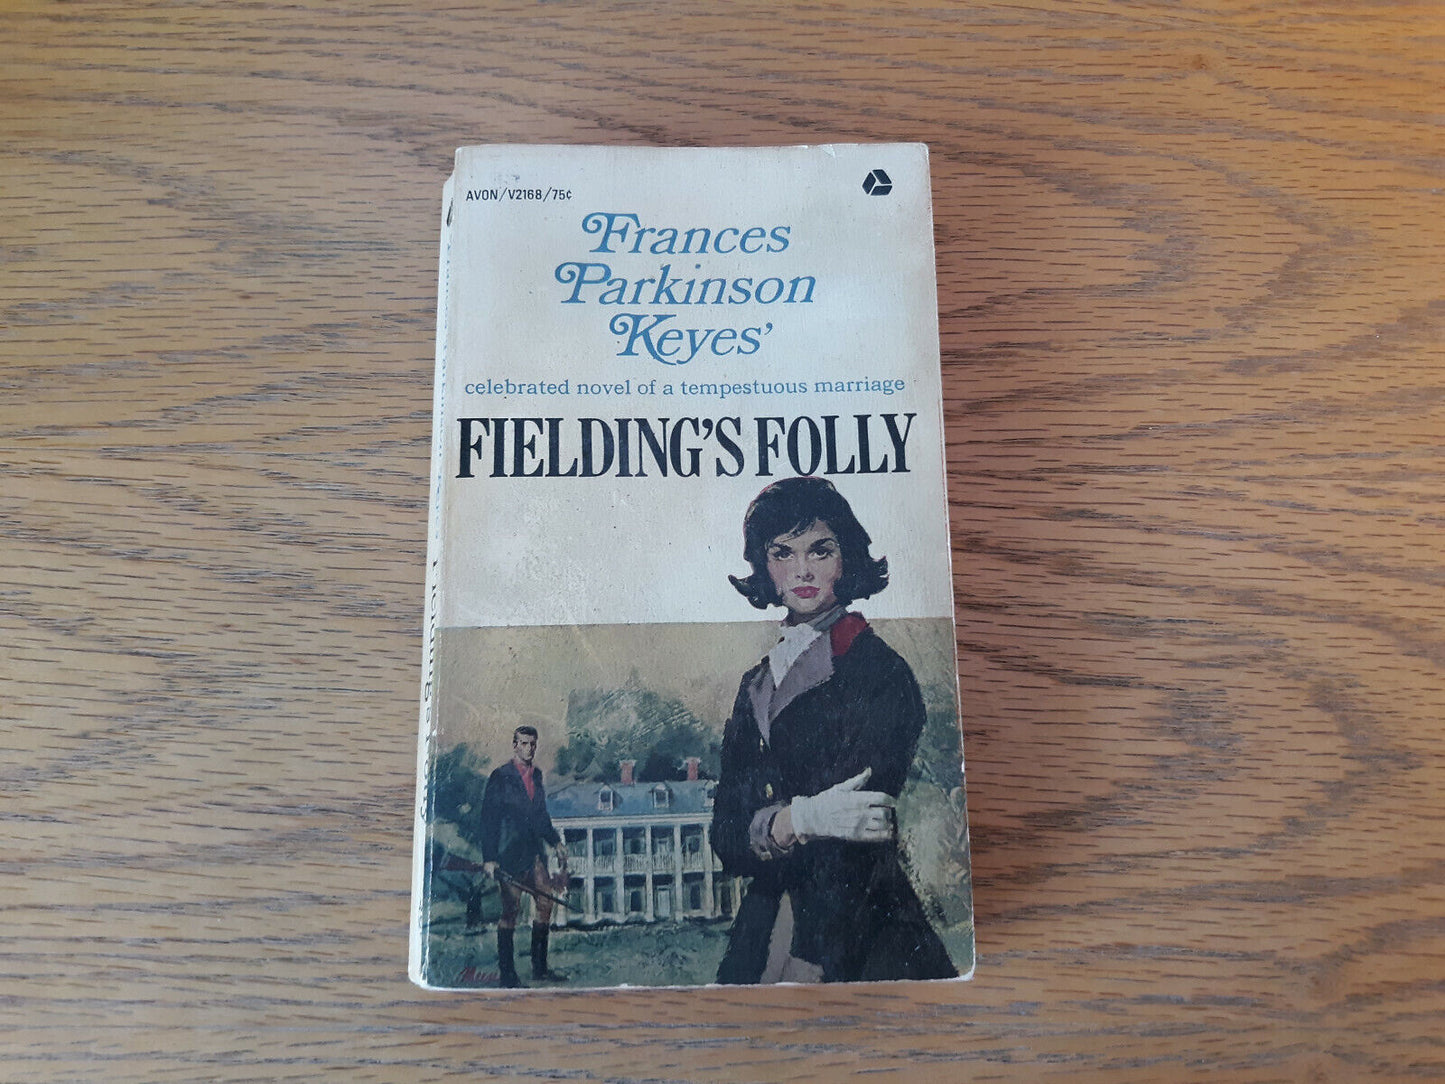 AVON/V2168/75¢
Frances
Parkinson
Keyes'
celebrated novel of a tempestuous marriage
FIELDING'S FOLLY